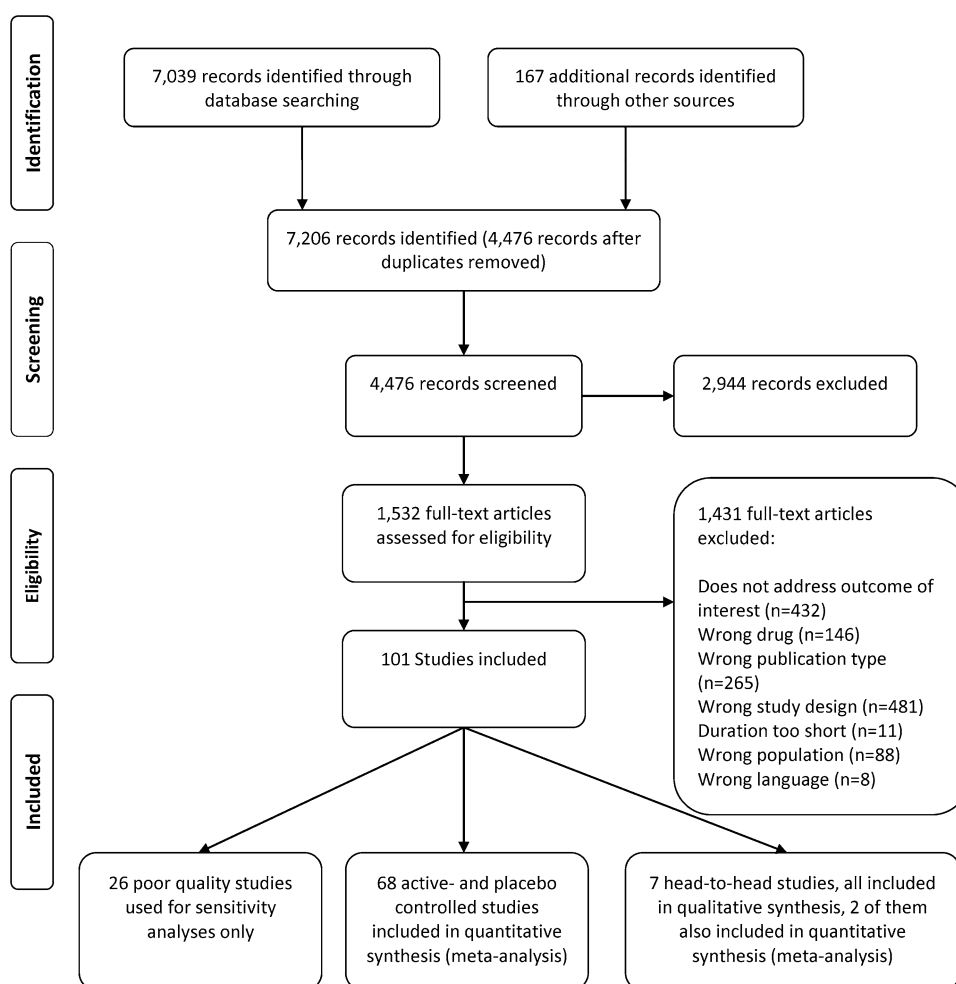 Identification
7,039 records identified through
database searching
167 additional records identified
through other sources
7,206 records identified (4,476 records after
duplicates removed)
Screening
4,476 records screened
2,944 records excluded
Eligibility
1,532 full-text articles
assessed for eligibility
1,431 full-text articles
excluded:
Does not address outcome of
interest (n=432)
Wrong drug (n=146)
Wrong publication type
(n=265)
Wrong study design (n=481)
Duration too short (n=11)
Wrong population (n=88)
Wrong language (n=8)
101 Studies included
Included
26 poor quality studies
used for sensitivity
analyses only
68 active- and placebo
controlled studies
included in quantitative
synthesis (meta-analysis)
7 head-to-head studies, all included
in qualitative synthesis, 2 of them
also included in quantitative
synthesis (meta-analysis)